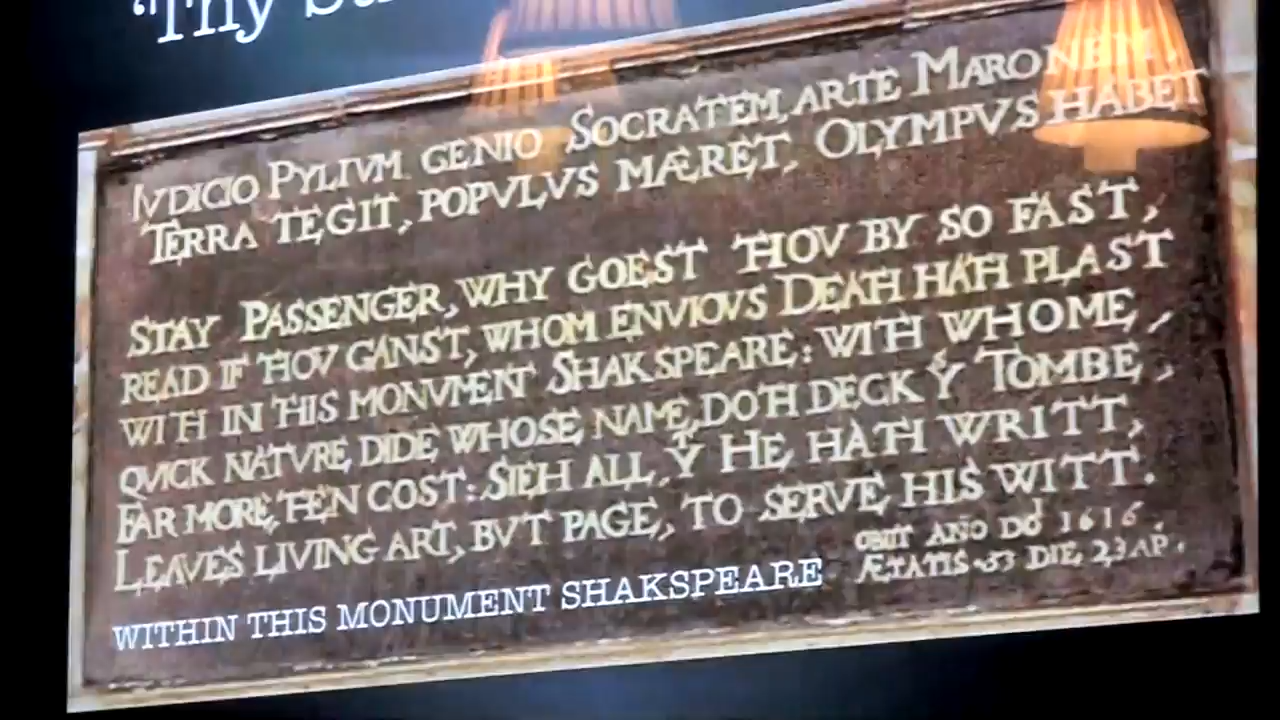 "Thy
IVDICIO PYLIVM GENIO SOCRATEM, ARTE MARONEM,
TERRA TEGIT, POPVLVS MÆRET, OLYMPVS HABET
STAY PASSENGER, WHY GOEST THOV BY SO FAST,
READ IF THOV CANST, WHOM ENVIOVS DEATH HATH PLAST
WITH IN THIS MONVMENT SHAKSPEARE: WITH WHOME,
QVICK NATVRE DIDE WHOSE NAME, DOTH DECK Yͤ TOMBE,
FAR MORE, THEN COST: SIEH ALL, Yͭ HE HATH WRITT,
LEAVES LIVING ART, BVT PAGE, TO SERVE HIS WITT.
OBIIT AÑO DOⁱ 1616.
ÆTATIS 53 DIE 23 AP.
WITHIN THIS MONUMENT SHAKSPEARE